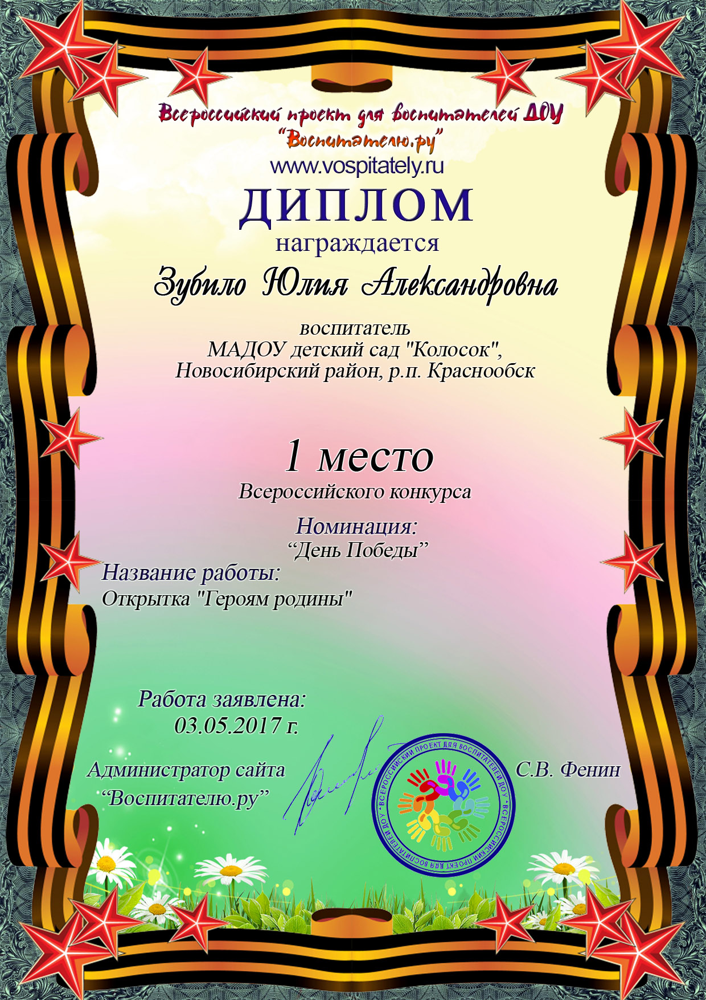 Всероссийский проект для воспитателей ДОУ
“Воспитателю.ру”
www.vospitately.ru
ДИПЛОМ
награждается
Зубило Юлия Александровна
воспитатель
МАДОУ детский сад "Колосок",
Новосибирский район, р.п. Краснообск
1 место
Всероссийского конкурса
Номинация:
“День Победы”
Название работы:
Открытка "Героям родины"
Работа заявлена:
03.05.2017 г.
Администратор сайта
“Воспитателю.ру”
С.В. Фенин
ВСЕРОССИЙСКИЙ ПРОЕКТ ДЛЯ ВОСПИТАТЕЛЕЙ ДОУ * ВСЕРОССИЙСКИЙ ПРОЕКТ ДЛЯ ВОСПИТАТЕЛЕЙ ДОУ *